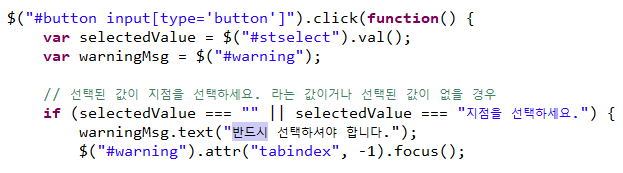 $("#button input[type='button']").click(function() {
var selectedValue = $("#stselect").val();
var warningMsg = $("#warning");
// 선택된 값이 지점을 선택하세요. 라는 값이거나 선택된 값이 없을 경우
if (selectedValue === "" || selectedValue === "지점을 선택하세요.") {
warningMsg.text("반드시 선택하셔야 합니다.");
$("#warning").attr("tabindex", -1).focus();